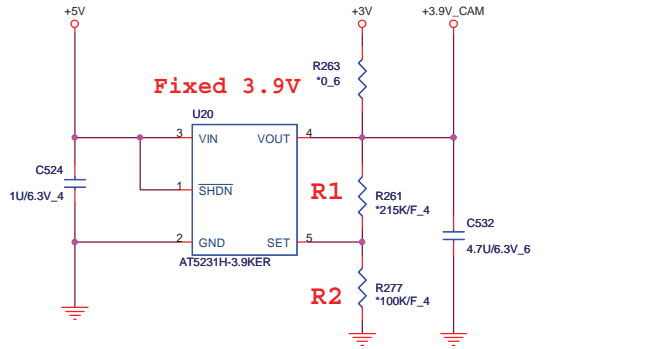 +5V
+3V
+3.9V_CAM
R263
*0_6
Fixed 3.9V
U20
3
VIN
VOUT
4
C524
1U/6.3V_4
1
SHDN
R1
R261
*215K/F_4
C532
4.7U/6.3V_6
2
GND
SET
5
AT5231H-3.9KER
R2
R277
*100K/F_4